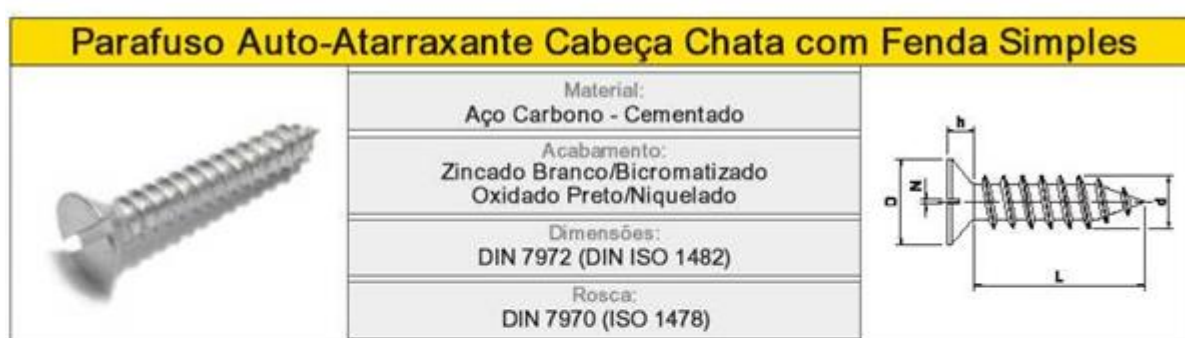 Parafuso Auto-Atarraxante Cabeça Chata com Fenda Simples
Material:
Aço Carbono - Cementado
Acabamento:
Zincado Branco/Bicromatizado
Oxidado Preto/Niquelado
Dimensões:
DIN 7972 (DIN ISO 1482)
Rosca:
DIN 7970 (ISO 1478)
h
D
N
d
L